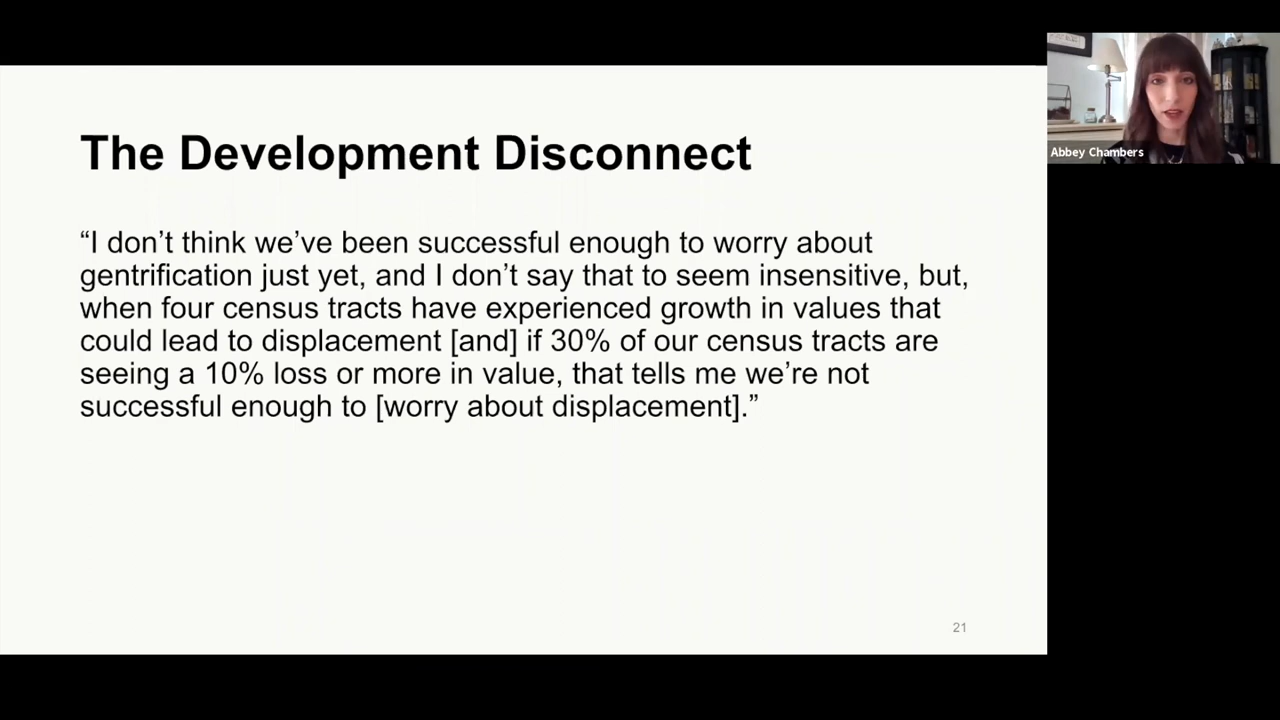 The Development Disconnect
“I don’t think we’ve been successful enough to worry about
gentrification just yet, and I don’t say that to seem insensitive, but,
when four census tracts have experienced growth in values that
could lead to displacement [and] if 30% of our census tracts are
seeing a 10% loss or more in value, that tells me we’re not
successful enough to [worry about displacement].”
21
Abbey Chambers